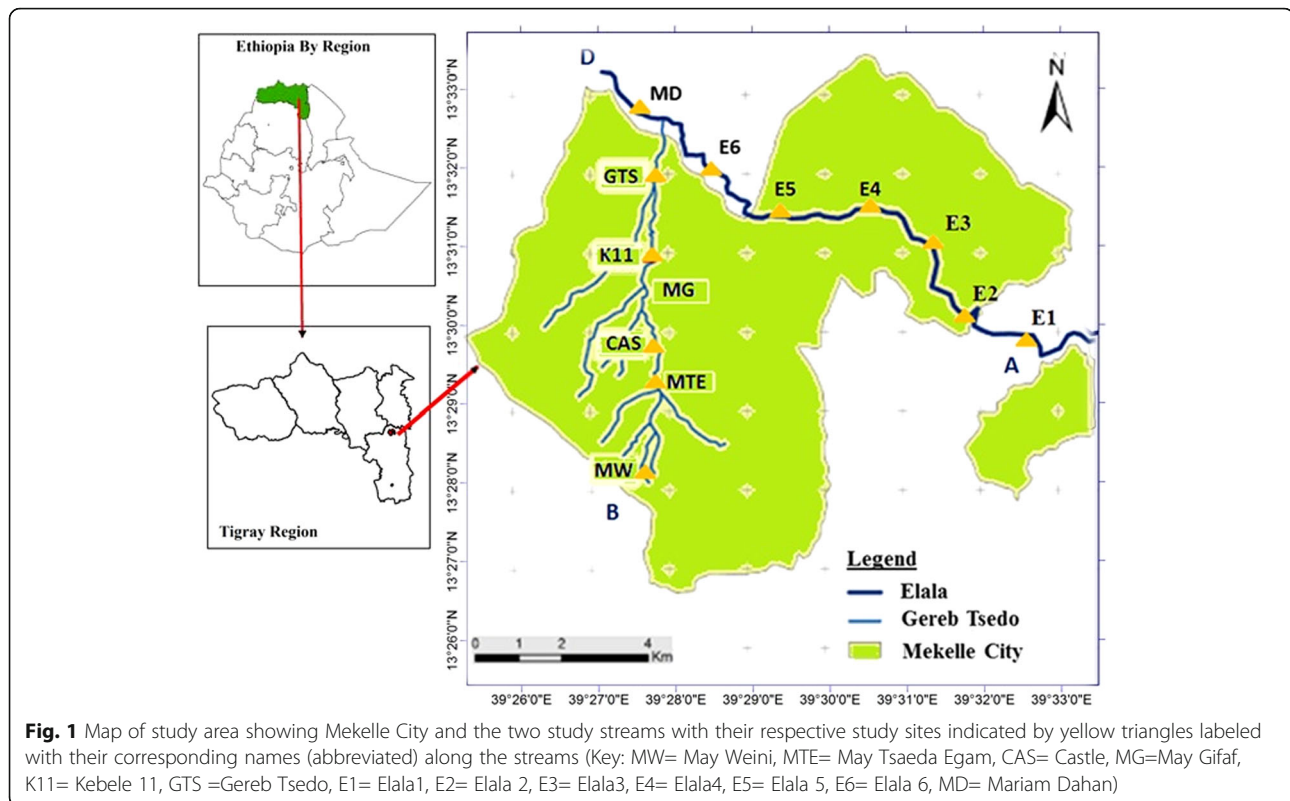 Ethiopia By Region
Tigray Region
D
MD
N
GTS
E6
E5
E4
K11
E3
MG
E2
CAS
E1
A
MTE
MW
B
Legend
Elala
Gereb Tsedo
Mekelle City
0 1 2 4
Km
13°33'0"N
13°32'0"N
13°31'0"N
13°30'0"N
13°29'0"N
13°28'0"N
13°27'0"N
13°26'0"N
39°26'0"E 39°27'0"E 39°28'0"E 39°29'0"E 39°30'0"E 39°31'0"E 39°32'0"E 39°33'0"E
Fig. 1 Map of study area showing Mekelle City and the two study streams with their respective study sites indicated by yellow triangles labeled
with their corresponding names (abbreviated) along the streams (Key: MW= May Weini, MTE= May Tsaeda Egam, CAS= Castle, MG=May Gifaf,
K11= Kebele 11, GTS =Gereb Tsedo, E1= Elala1, E2= Elala 2, E3= Elala3, E4= Elala4, E5= Elala 5, E6= Elala 6, MD= Mariam Dahan)